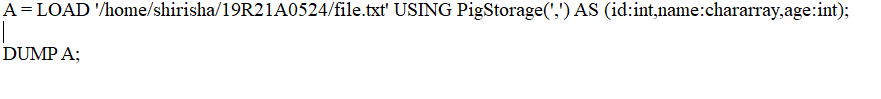 A = LOAD '/home/shirisha/19R21A0524/file.txt' USING PigStorage(',') AS (id:int,name:chararray,age:int);
DUMP A;